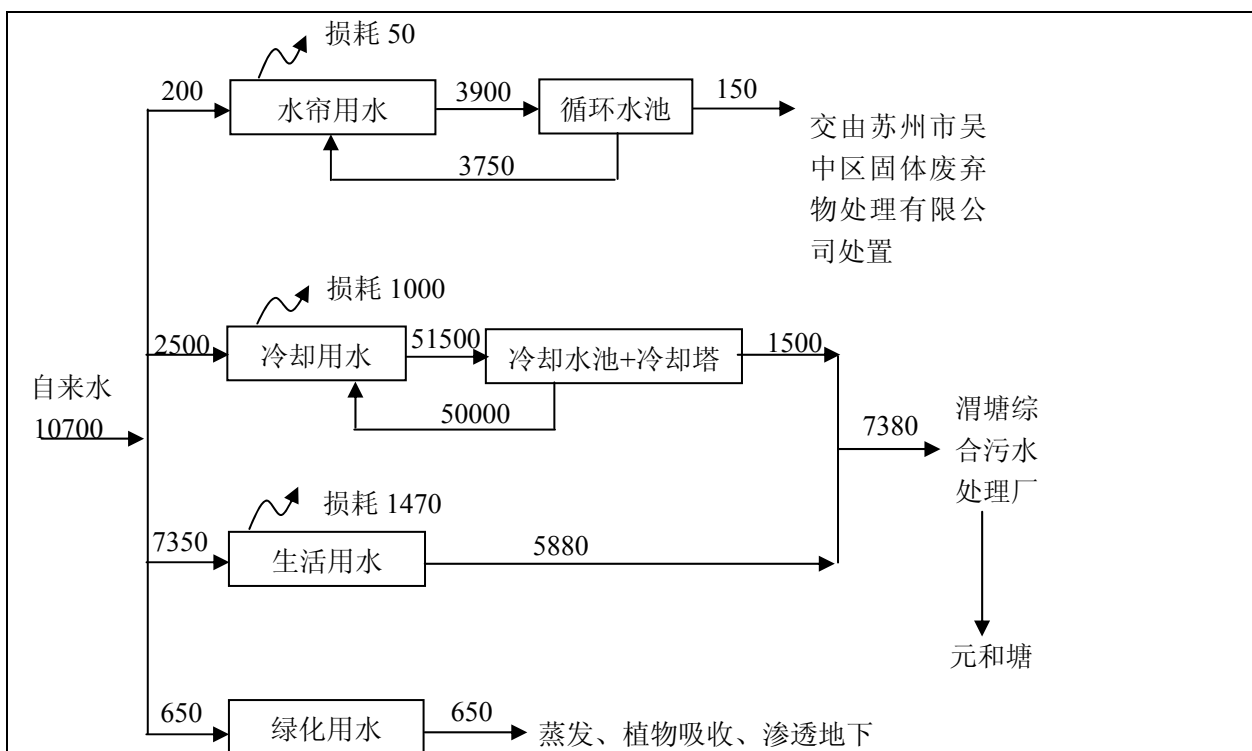 损耗 50
200
水帘用水
3900
循环水池
150
3750
交由苏州市吴
中区固体废弃
物处理有限公
司处置
损耗 1000
2500
冷却用水
51500
冷却水池+冷却塔
1500
50000
自来水
10700
7380
渭塘综
合污水
处理厂
损耗 1470
7350
生活用水
5880
元和塘
650
绿化用水
650
蒸发、植物吸收、渗透地下